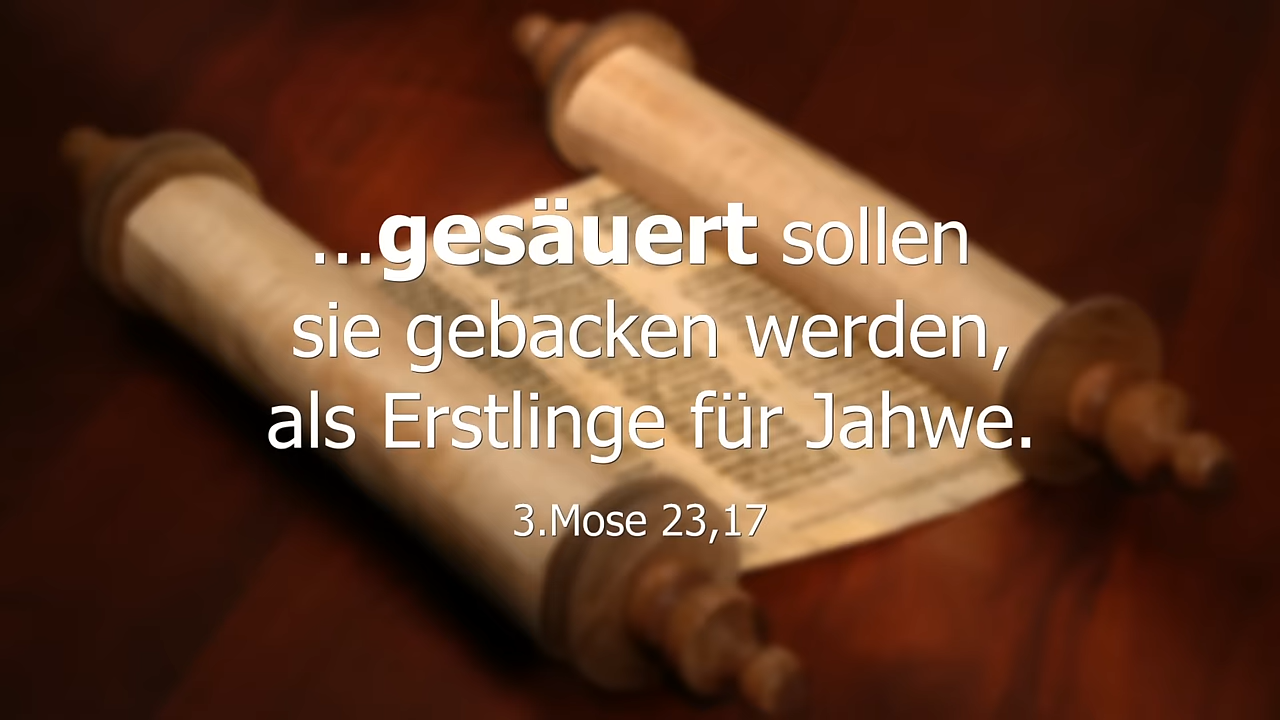 ...gesäuert sollen
sie gebacken werden,
als Erstlinge für Jahwe.
3.Mose 23,17